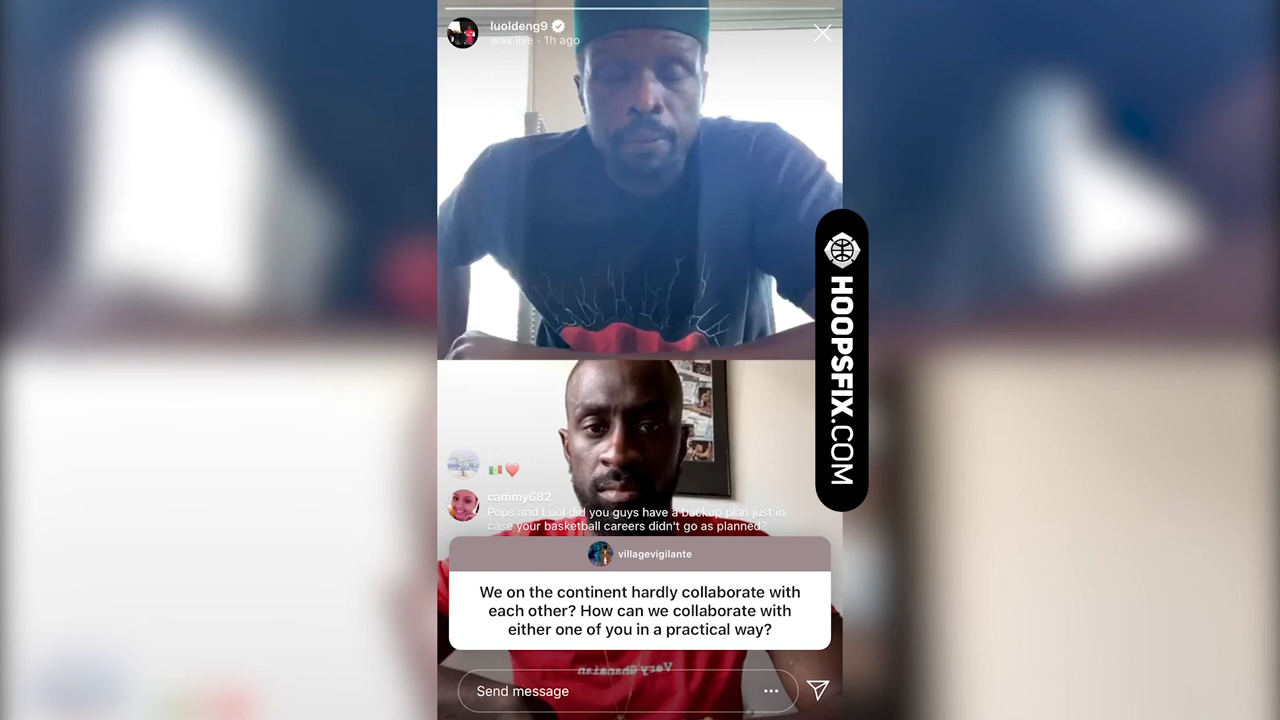 luoldeng9
was live · 1h ago
HOOPSFIX.COM
cammy682
Pops and Luol did you guys have a backup plan just in
case your basketball careers didn't go as planned?
villagevigilante
We on the continent hardly collaborate with
each other? How can we collaborate with
either one of you in a practical way?
Very Ghanaian
Send message